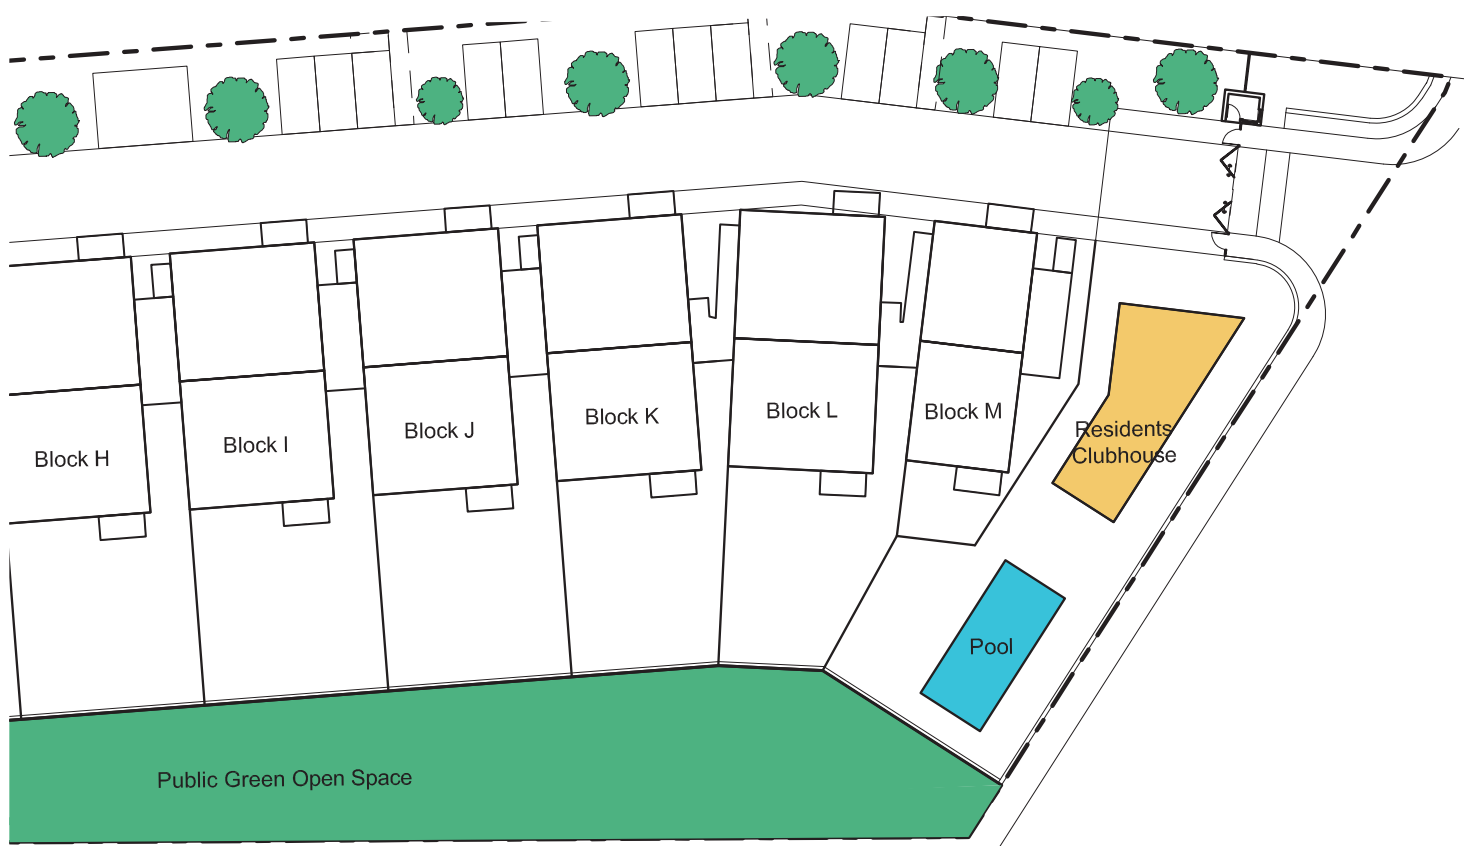 Block H
Block I
Block J
Block K
Block L
Block M
Residents
Clubhouse
Pool
Public Green Open Space